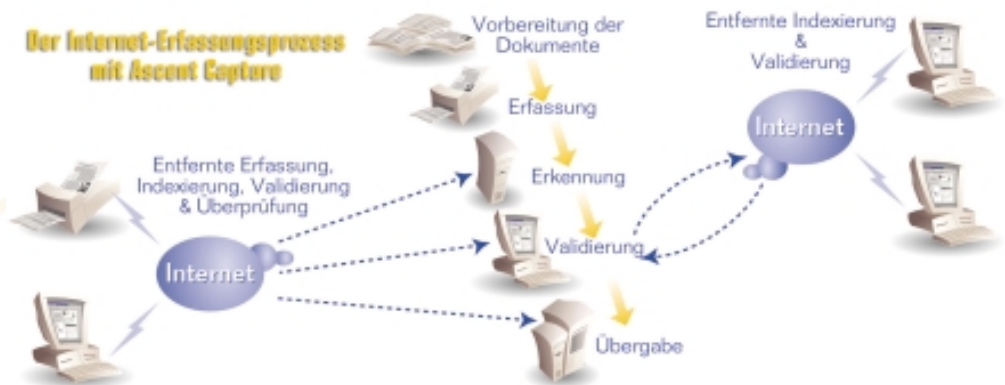 Der Internet-Erfassungsprozess
mit Ascent Capture
Vorbereitung der
Dokumente
Erfassung
Erkennung
Validierung
Übergabe
Entfernte Erfassung,
Indexierung, Validierung
& Überprüfung
Internet
Entfernte Indexierung
&
Validierung
Internet